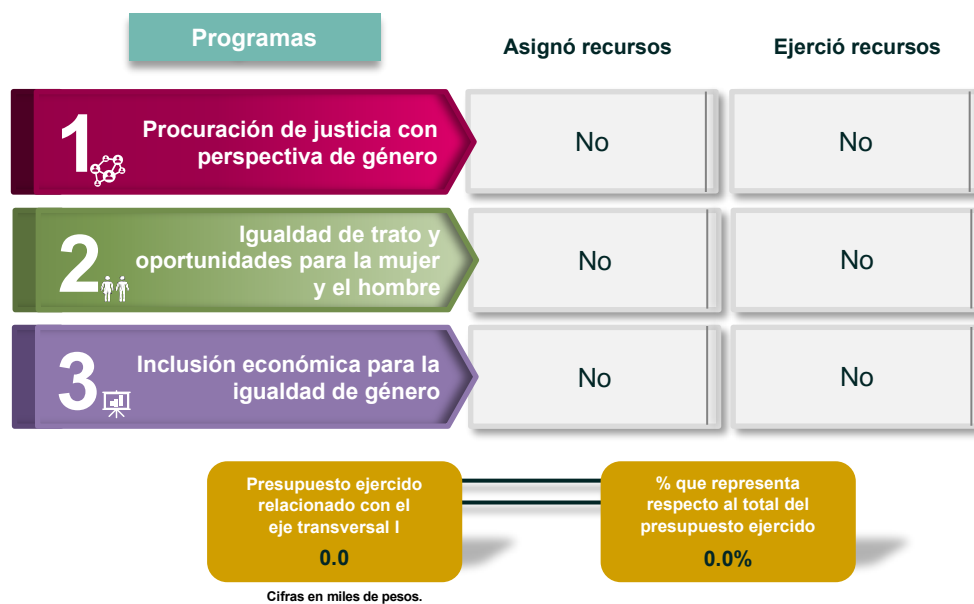 Programas
Asignó recursos
Ejerció recursos
1
Procuración de justicia con
perspectiva de género
No
No
2
Igualdad de trato y
oportunidades para la mujer
y el hombre
No
No
3
Inclusión económica para la
igualdad de género
No
No
Presupuesto ejercido
relacionado con el
eje transversal I
0.0
% que representa
respecto al total del
presupuesto ejercido
0.0%
Cifras en miles de pesos.